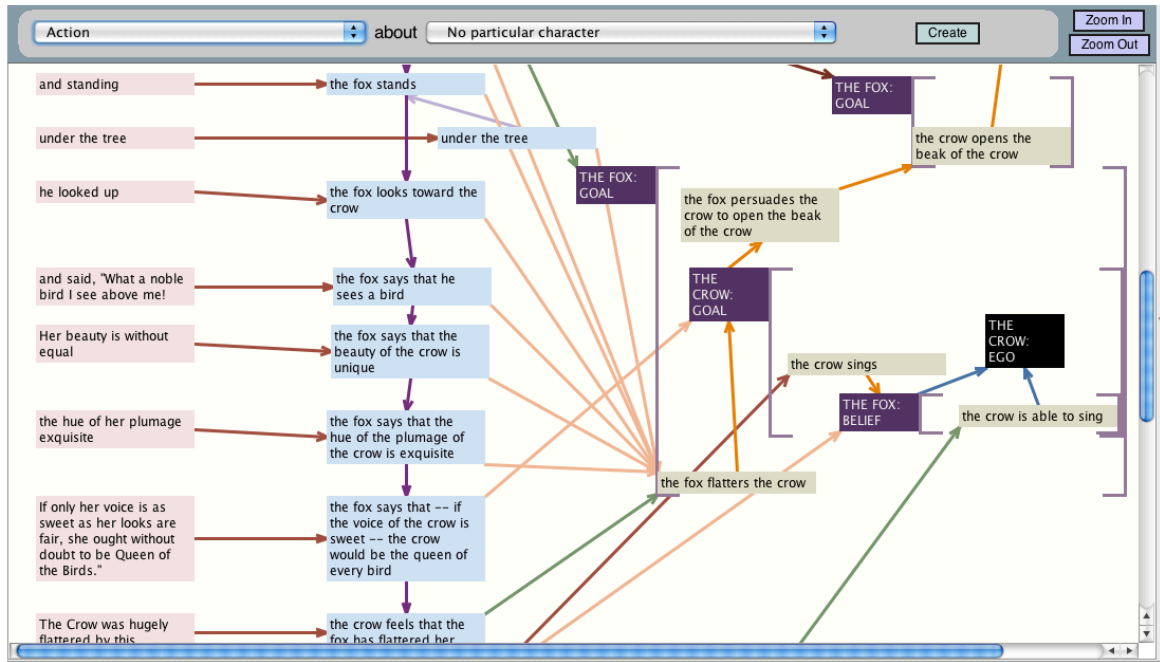 Action
about
No particular character
Create
Zoom In
Zoom Out
and standing
the fox stands
THE FOX:
GOAL
under the tree
under the tree
the crow opens the
beak of the crow
he looked up
the fox looks toward the
crow
THE FOX:
GOAL
the fox persuades the
crow to open the beak
of the crow
and said, "What a noble
bird I see above me!
the fox says that he
sees a bird
THE
CROW:
GOAL
Her beauty is without
equal
the fox says that the
beauty of the crow is
unique
THE
CROW:
EGO
the crow sings
the hue of her plumage
exquisite
the fox says that the
hue of the plumage of
the crow is exquisite
THE FOX:
BELIEF
the crow is able to sing
the fox flatters the crow
If only her voice is as
sweet as her looks are
fair, she ought without
doubt to be Queen of
the Birds."
the fox says that -- if
the voice of the crow is
sweet -- the crow
would be the queen of
every bird
The Crow was hugely
flattered by this
the crow feels that the
fox has flattered her